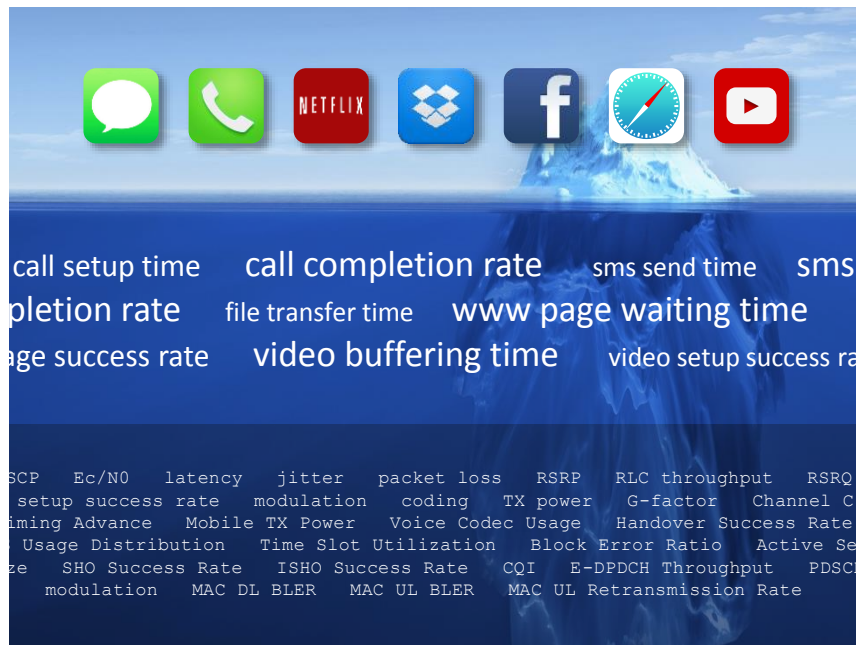 NETFLIX
f
call setup time call completion rate sms send time sms
pletion rate file transfer time www page waiting time
age success rate video buffering time video setup success ra
SCP Ec/N0 latency jitter packet loss RSRP RLC throughput RSRQ
setup success rate modulation coding TX power G-factor Channel C
iming Advance Mobile TX Power Voice Codec Usage Handover Success Rate
Usage Distribution Time Slot Utilization Block Error Ratio Active Se
ze SHO Success Rate ISHO Success Rate CQI E-DPDCH Throughput PDSCH
modulation MAC DL BLER MAC UL BLER MAC UL Retransmission Rate